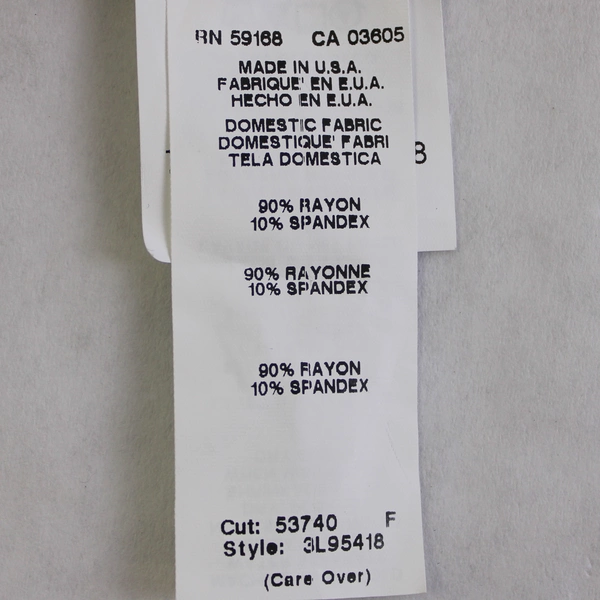 RN 59168 CA 03605
MADE IN U.S.A.
FABRIQUE' EN E.U.A.
HECHO EN E.U.A.
DOMESTIC FABRIC
DOMESTIQUE' FABRI
TELA DOMESTICA
8
90% RAYON
10% SPANDEX
90% RAYONNE
10% SPANDEX
90% RAYON
10% SPANDEX
Cut: 53740 F
Style: 3L95418
(Care Over)